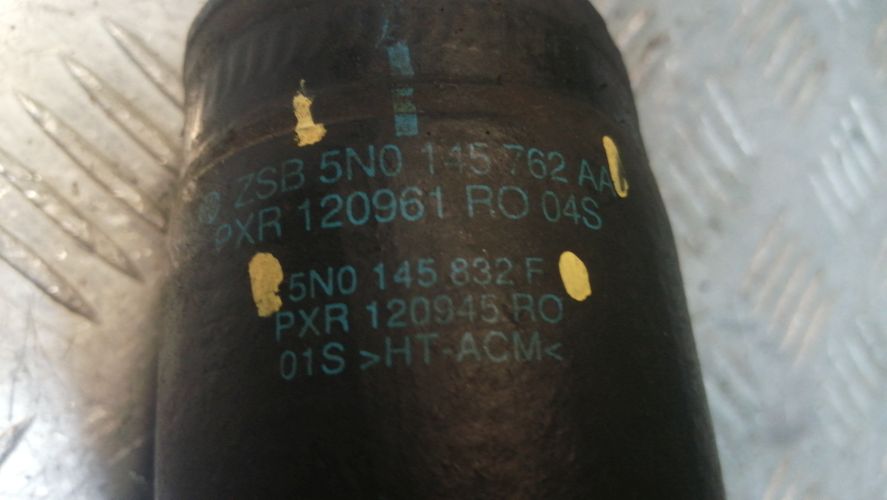 ZSB 5N0 145 762 AA
PXR 120961 RO 04S
5N0 145 832 F
PXR 120945 RO
01S >HT-ACM<